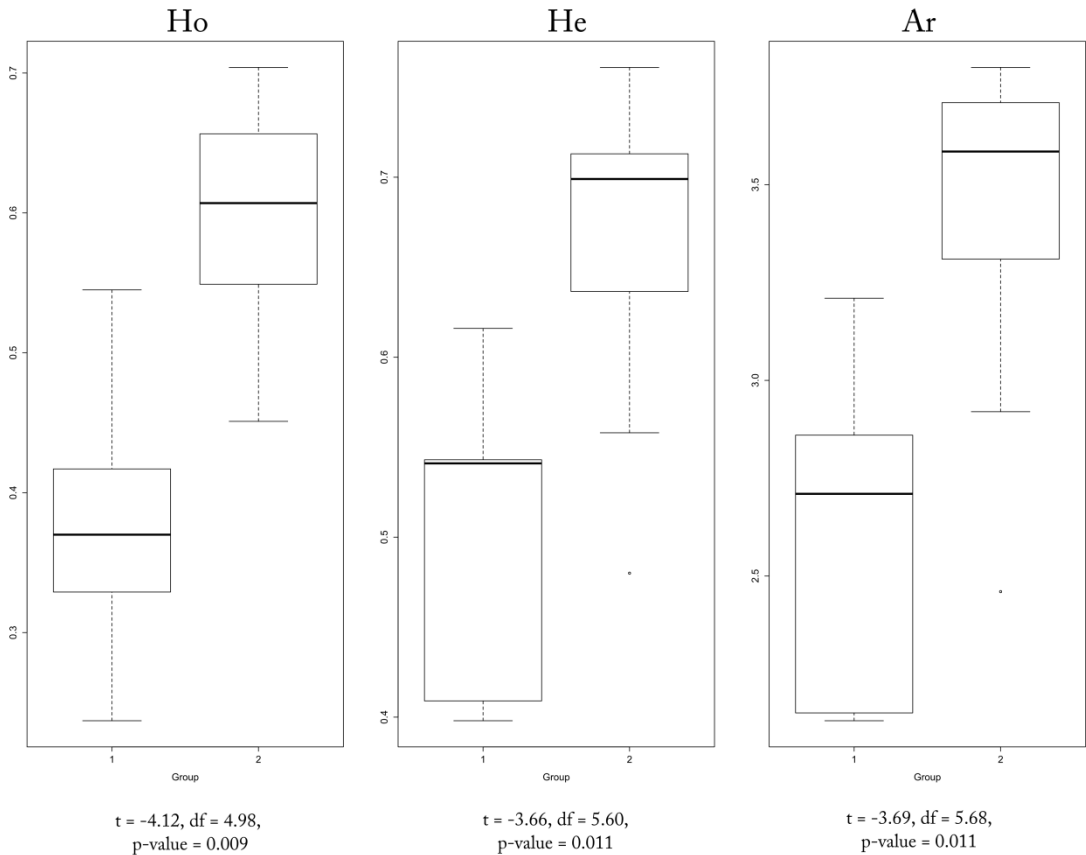 Ho
0.7
0.6
0.5
0.4
0.3
1 2
Group
t = -4.12, df = 4.98,
p-value = 0.009
He
0.7
0.6
0.5
0.4
1 2
Group
t = -3.66, df = 5.60,
p-value = 0.011
Ar
3.5
3.0
2.5
1 2
Group
t = -3.69, df = 5.68,
p-value = 0.011